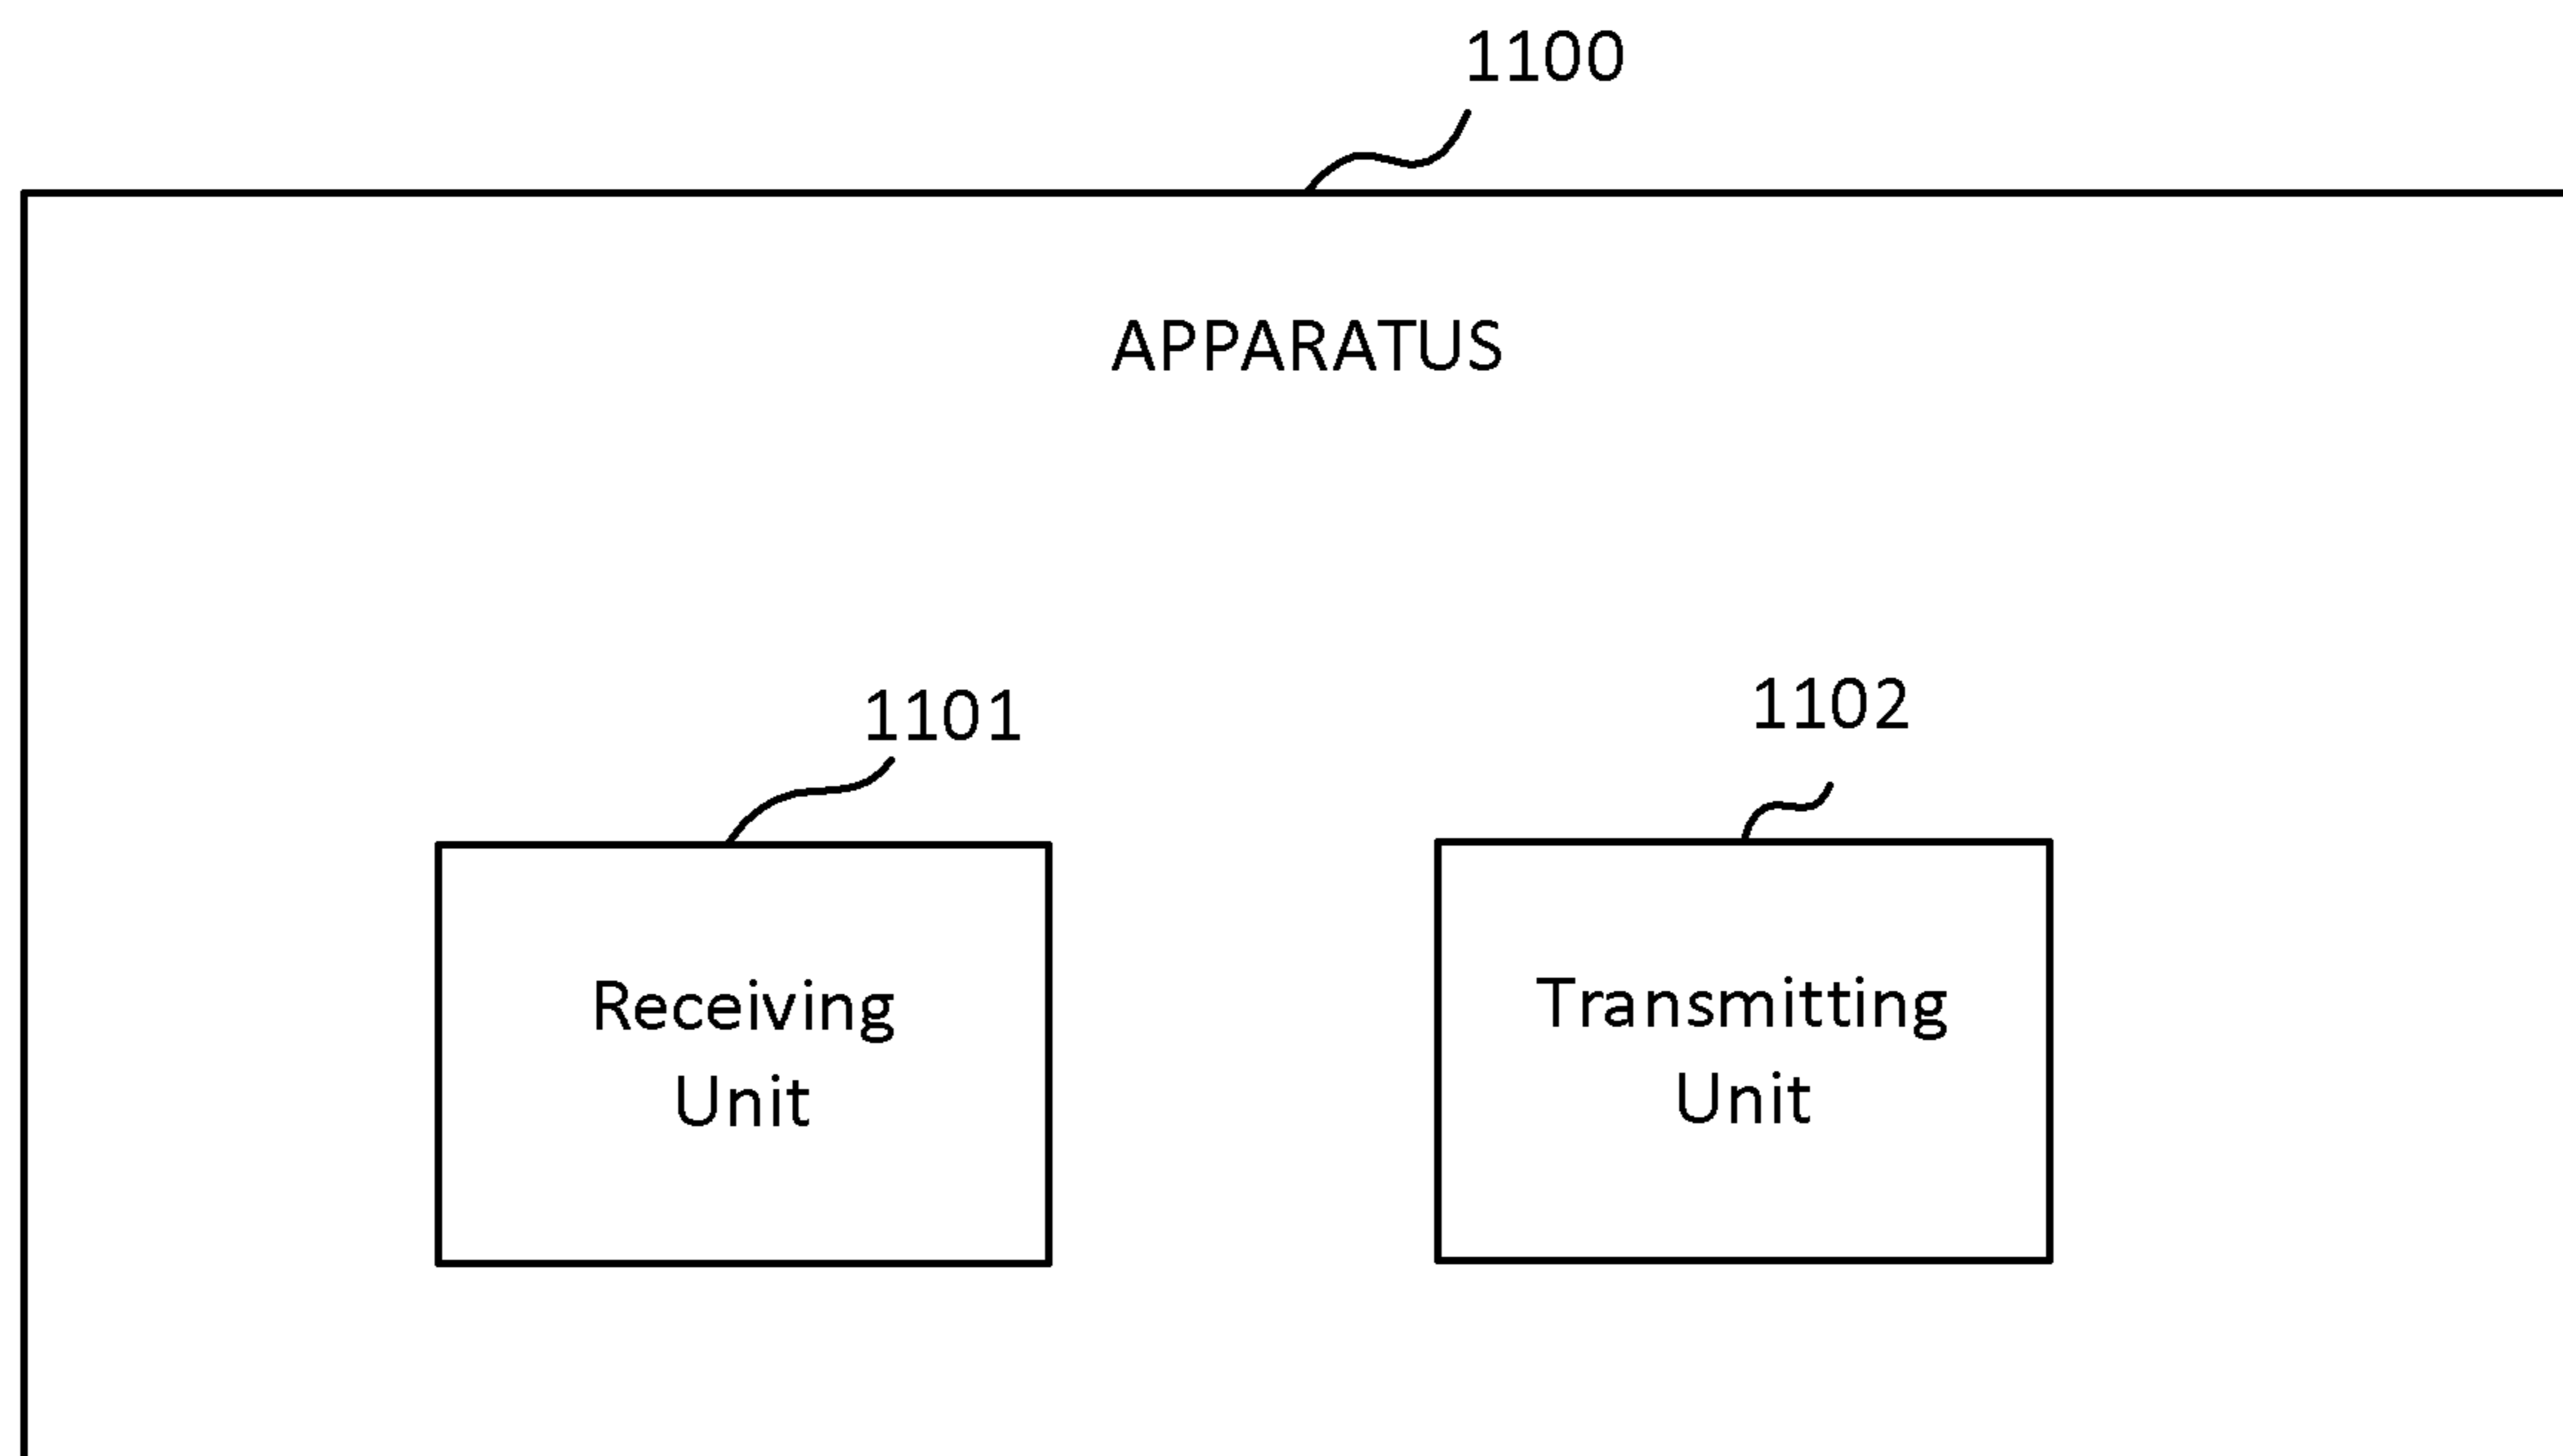 1100
APPARATUS
1101
1102
Receiving
Unit
Transmitting
Unit